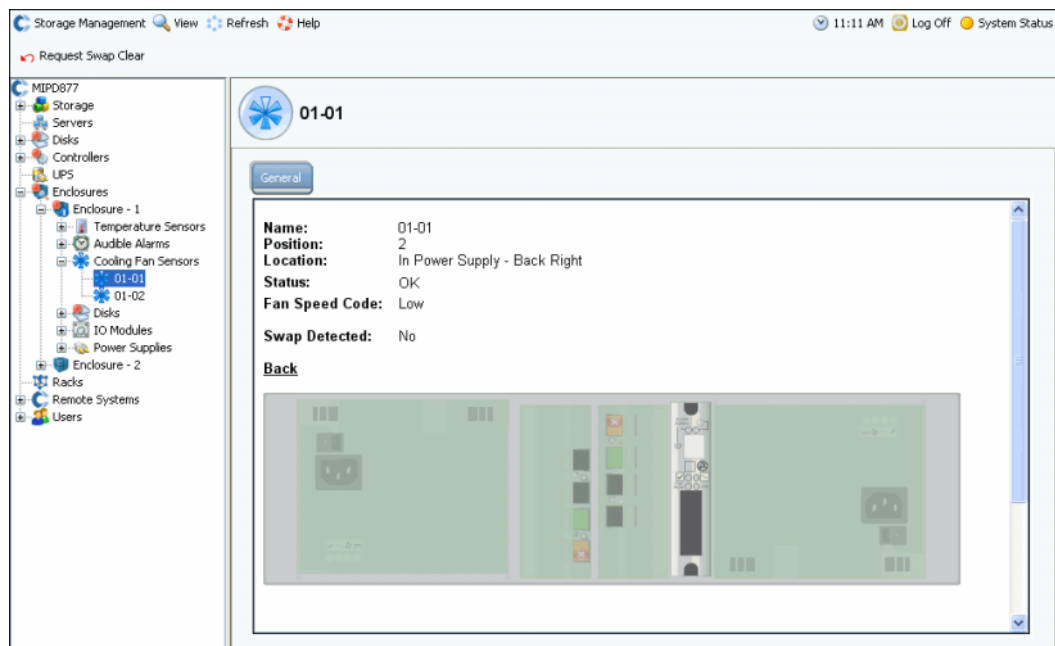 Storage Management View Refresh Help 11:11 AM Log Off System Status
Request Swap Clear
MIPD877
Storage
Servers
Disks
Controllers
UPS
Enclosures
Enclosure - 1
Temperature Sensors
Audible Alarms
Cooling Fan Sensors
01-01
01-02
Disks
IO Modules
Power Supplies
Enclosure - 2
Racks
Remote Systems
Users
01-01
General
Name: 01-01
Position: 2
Location: In Power Supply - Back Right
Status: OK
Fan Speed Code: Low
Swap Detected: No
Back